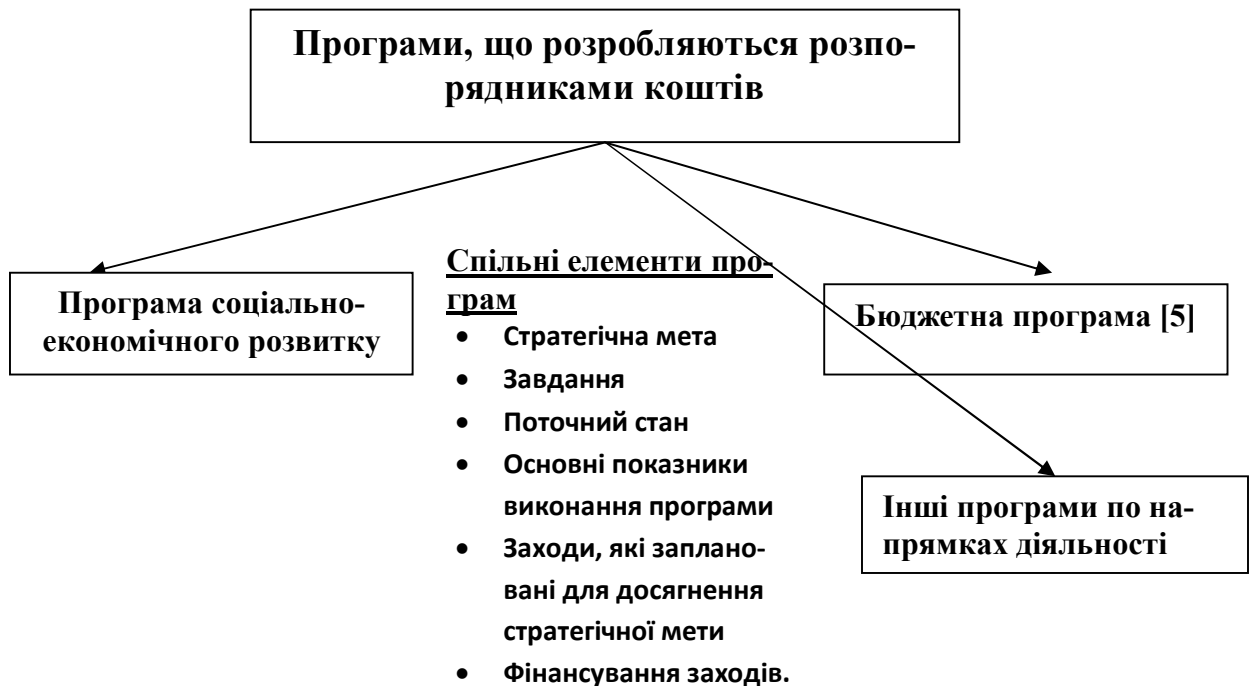 Програми, що розробляються розпо-
рядниками коштів
Програма соціально-
економічного розвитку
Спільні елементи про-
грам
• Стратегічна мета
• Завдання
• Поточний стан
• Основні показники
виконання програми
• Заходи, які заплано-
вані для досягнення
стратегічної мети
• Фінансування заходів.
Бюджетна програма [5]
Інші програми по на-
прямках діяльності